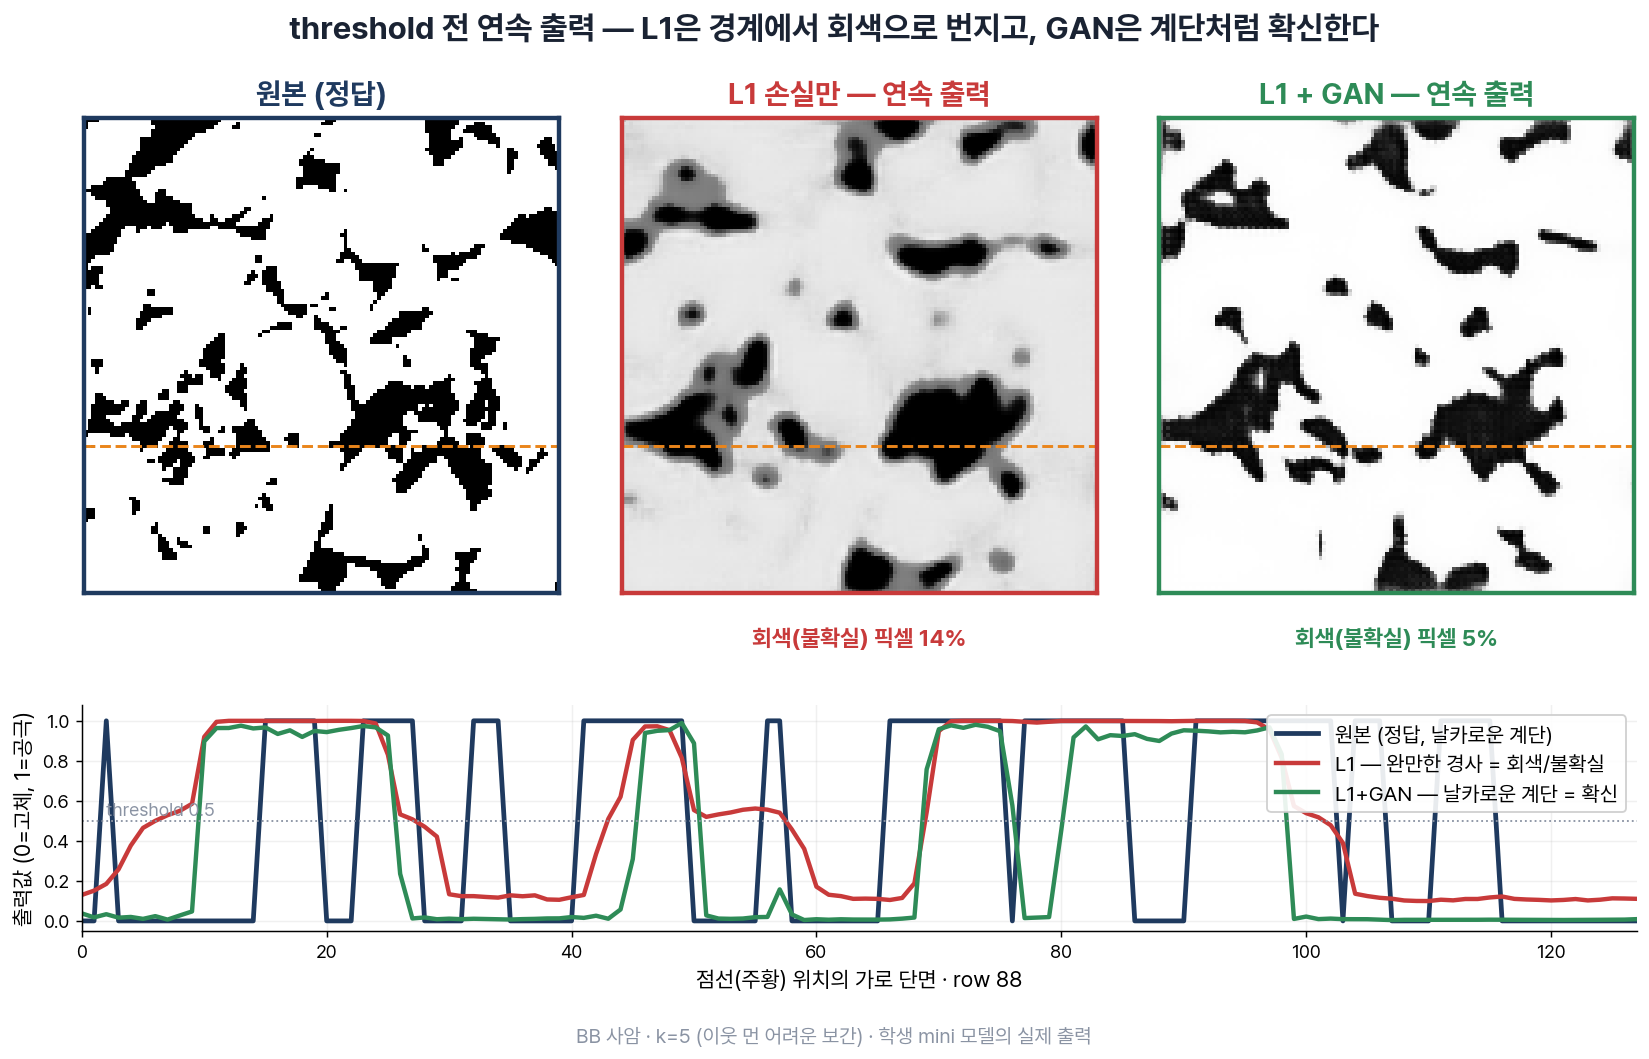 threshold 전 연속 출력 — L1은 경계에서 회색으로 번지고, GAN은 계단처럼 확신한다
원본 (정답)
L1 손실만 — 연속 출력
L1 + GAN — 연속 출력
회색(불확실) 픽셀 14%
회색(불확실) 픽셀 5%
출력값 (0=고체, 1=공극)
1.0
0.8
0.6
0.4
0.2
0.0
threshold 0.5
원본 (정답, 날카로운 계단)
L1 — 완만한 경사 = 회색/불확실
L1+GAN — 날카로운 계단 = 확신
0 20 40 60 80 100 120
점선(주황) 위치의 가로 단면 · row 88
BB 사암 · k=5 (이웃 먼 어려운 보간) · 학생 mini 모델의 실제 출력